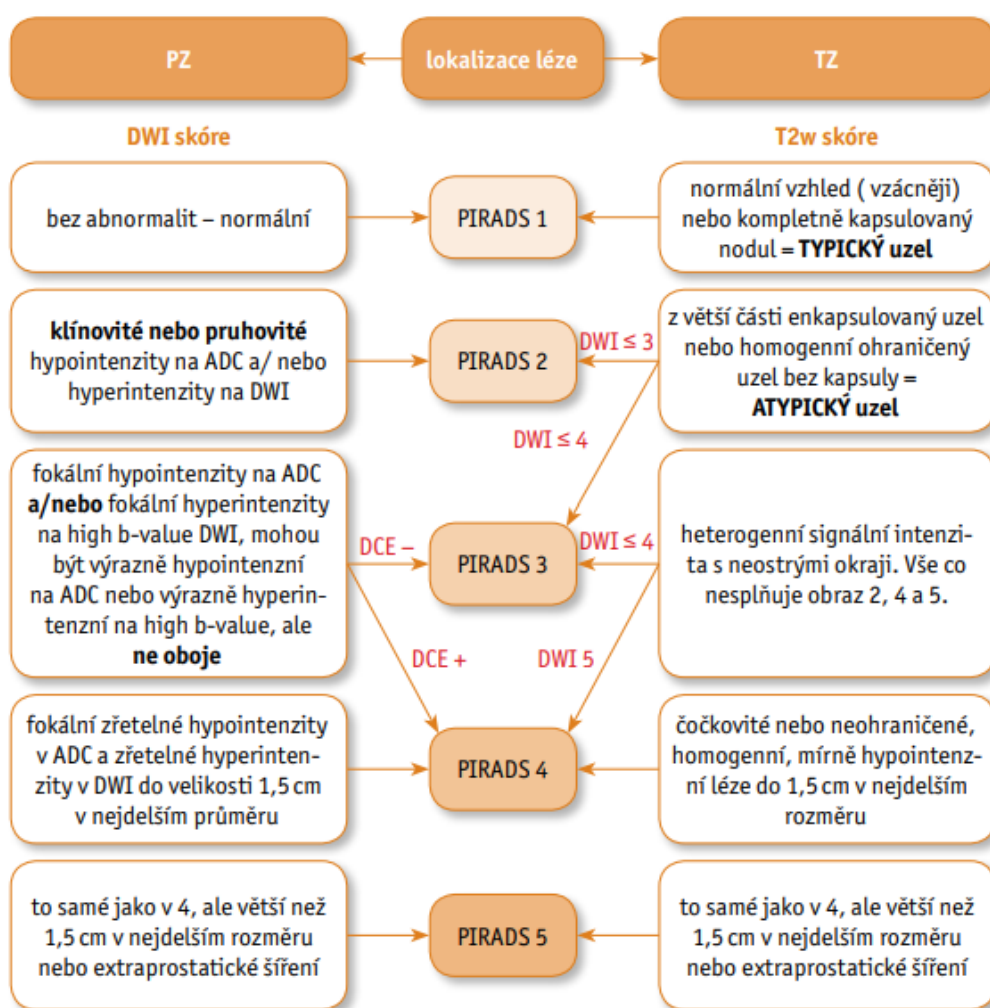 PZ
lokalizace léze
TZ
DWI skóre
T2w skóre
bez abnormalit – normální
PIRADS 1
normální vzhled ( vzácněji)
nebo kompletně kapsulovaný
nodul = TYPICKÝ uzel
klínovité nebo pruhovité
hypointenzity na ADC a/ nebo
hyperintenzity na DWI
PIRADS 2
DWI ≤ 3
z větší části enkapsulovaný uzel
nebo homogenní ohraničený
uzel bez kapsuly =
ATYPICKÝ uzel
DWI ≤ 4
fokální hypointenzity na ADC
a/nebo fokální hyperintenzity
na high b-value DWI, mohou
být výrazně hypointenzní
na ADC nebo výrazně hyperin-
tenzní na high b-value, ale
ne oboje
DCE –
PIRADS 3
DWI ≤ 4
heterogenní signální intenzi-
ta s neostrými okraji. Vše co
nesplňuje obraz 2, 4 a 5.
DCE +
DWI 5
fokální zřetelné hypointenzity
v ADC a zřetelné hyperinten-
zity v DWI do velikosti 1,5 cm
v nejdelším průměru
PIRADS 4
čočkovité nebo neohraničené,
homogenní, mírně hypointenz-
ní léze do 1,5 cm v nejdelším
rozměru
to samé jako v 4, ale větší než
1,5 cm v nejdelším rozměru
nebo extraprostatické šíření
PIRADS 5
to samé jako v 4, ale větší než
1,5 cm v nejdelším rozměru
nebo extraprostatické šíření